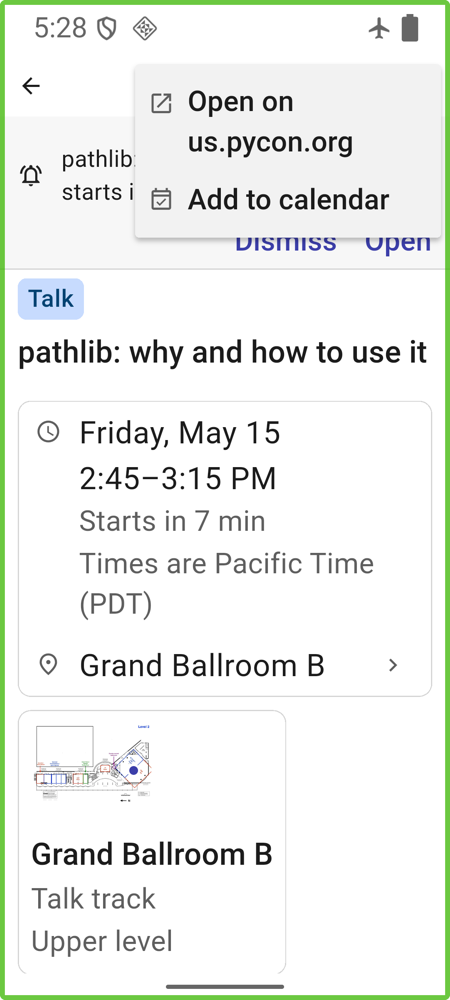 5:28
Open on
us.pycon.org
Add to calendar
pathlib:
starts i
Dismiss Open
Talk
pathlib: why and how to use it
Friday, May 15
2:45–3:15 PM
Starts in 7 min
Times are Pacific Time
(PDT)
Grand Ballroom B
Grand Ballroom B
Talk track
Upper level